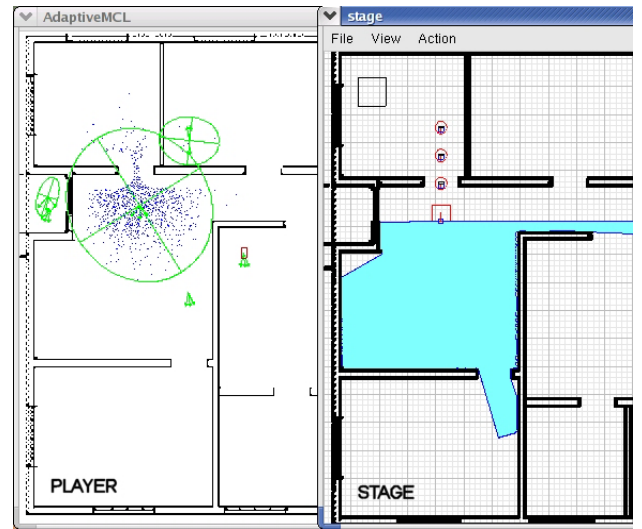 AdaptiveMCL
stage
File View Action
PLAYER
STAGE